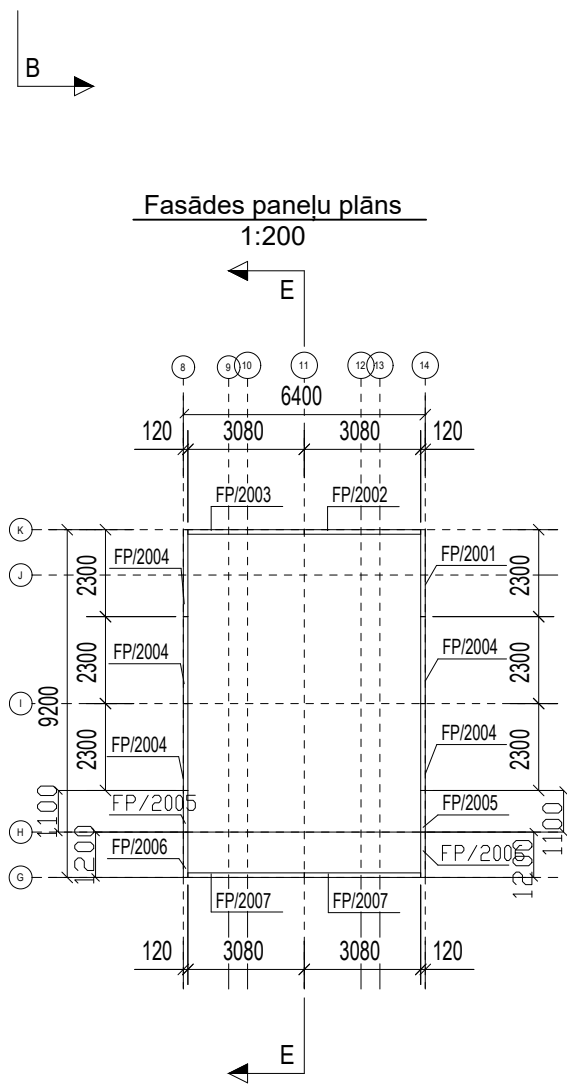 B
Fasādes paneļu plāns
1:200
E
8 9 10 11 12 13 14
6400
120 3080 3080 120
FP/2003 FP/2002
K
FP/2004 FP/2001
2300 2300
J
FP/2004 FP/2004
2300 2300
9200
I
FP/2004 FP/2004
2300 2300
FP/2005 FP/2005
1100 1100
H
FP/2006 FP/2006
1200 1200
G
FP/2007 FP/2007
120 3080 3080 120
E